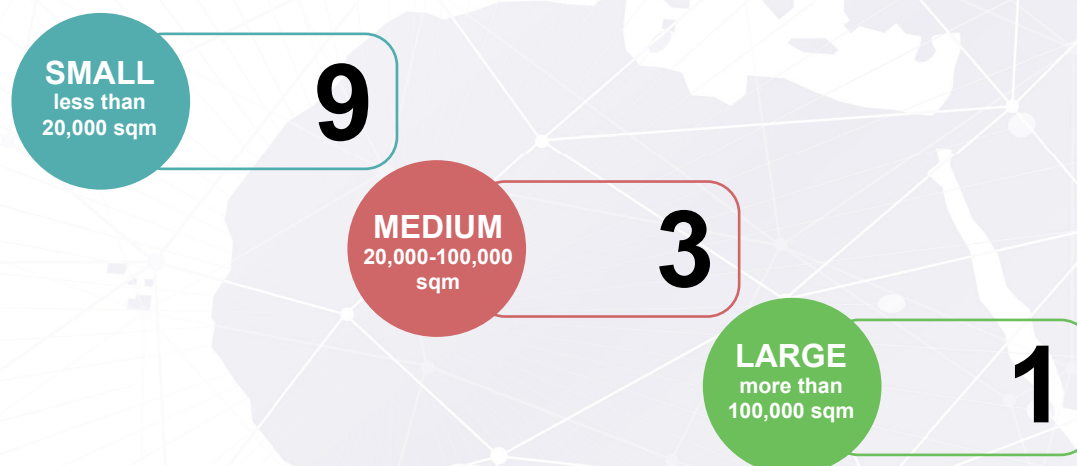 SMALL
less than
20,000 sqm
9
MEDIUM
20,000-100,000
sqm
3
LARGE
more than
100,000 sqm
1